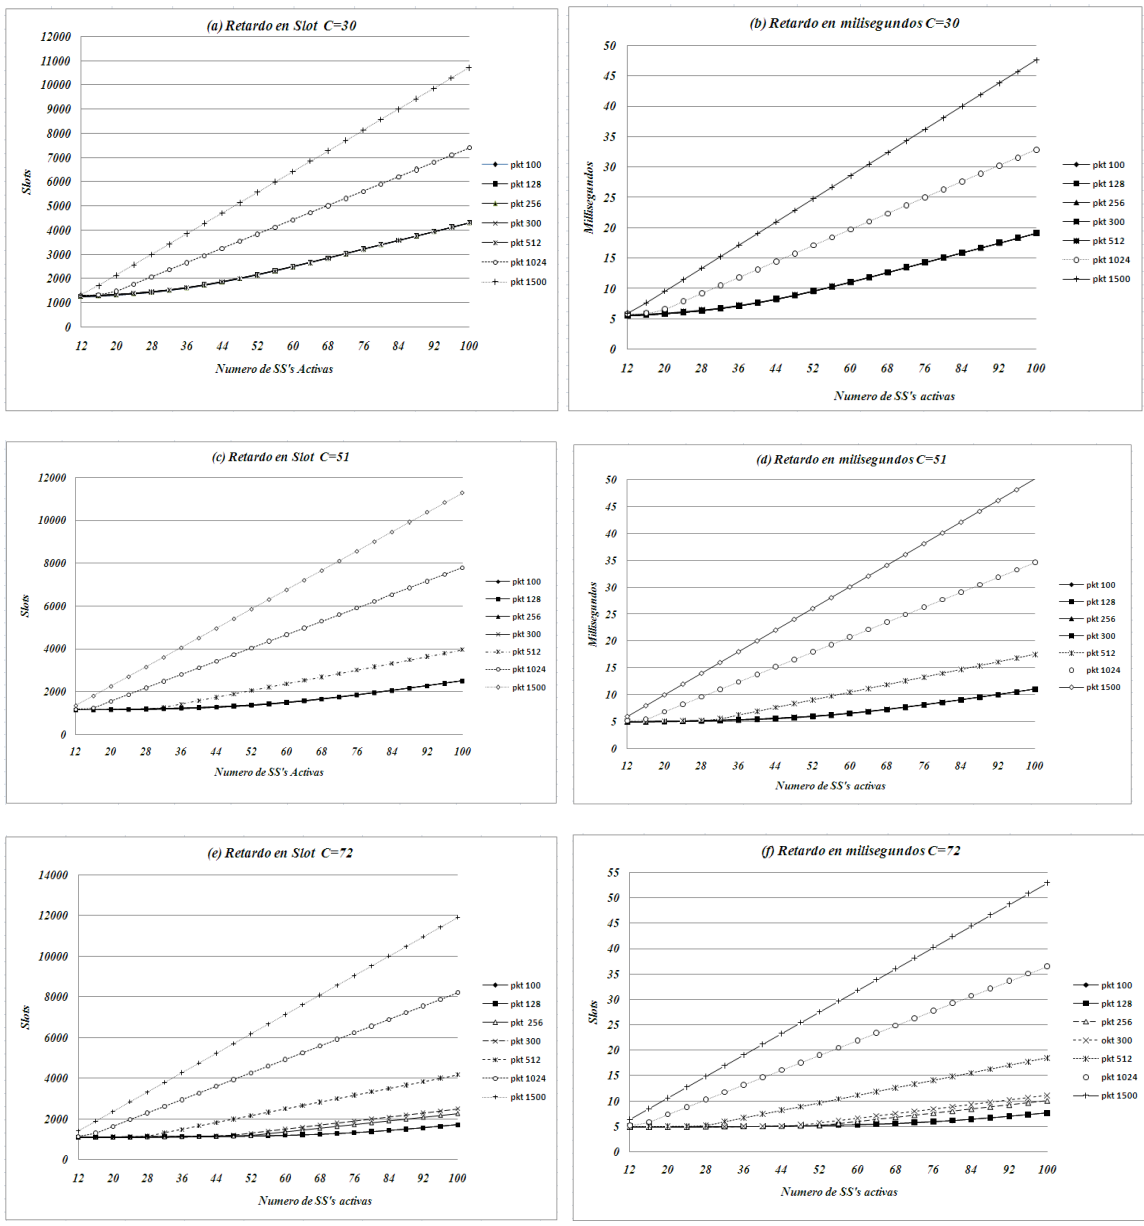 (a) Retardo en Slot C=30
12000
11000
10000
9000
8000
7000
6000
5000
4000
3000
2000
1000
0
Slots
12 20 28 36 44 52 60 68 76 84 92 100
Numero de SS's Activas
pkt 100
pkt 128
pkt 256
pkt 300
pkt 512
pkt 1024
pkt 1500
(b) Retardo en milisegundos C=30
50
45
40
35
30
25
20
15
10
5
0
Millisegundos
12 20 28 36 44 52 60 68 76 84 92 100
Numero de SS's activas
pkt 100
pkt 128
pkt 256
pkt 300
pkt 512
pkt 1024
pkt 1500
(c) Retardo en Slot C=51
12000
10000
8000
6000
4000
2000
0
Slots
12 20 28 36 44 52 60 68 76 84 92 100
Numero de SS's Activas
pkt 100
pkt 128
pkt 256
pkt 300
pkt 512
pkt 1024
pkt 1500
(d) Retardo en milisegundos C=51
50
45
40
35
30
25
20
15
10
5
0
Millisegundos
12 20 28 36 44 52 60 68 76 84 92 100
Numero de SS's activas
pkt 100
pkt 128
pkt 256
pkt 300
pkt 512
pkt 1024
pkt 1500
(e) Retardo en Slot C=72
14000
12000
10000
8000
6000
4000
2000
0
Slots
12 20 28 36 44 52 60 68 76 84 92 100
Numero de SS's activas
pkt 100
pkt 128
pkt 256
pkt 300
pkt 512
pkt 1024
pkt 1500
(f) Retardo en milisegundos C=72
55
50
45
40
35
30
25
20
15
10
5
0
Slots
12 20 28 36 44 52 60 68 76 84 92 100
Numero de SS's activas
pkt 100
pkt 128
pkt 256
okt 300
pkt 512
pkt 1024
pkt 1500